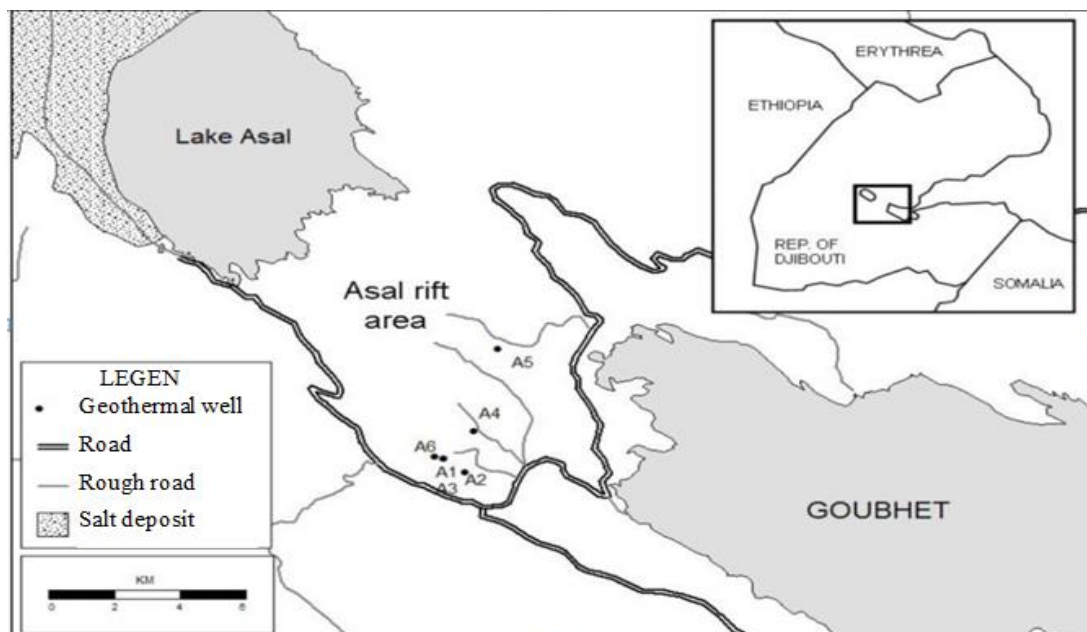 Lake Asal
ERYTHREA
ETHIOPIA
REP. OF
DJIBOUTI
SOMALIA
Asal rift
area
A5
A4
A6
A1
A2
A3
GOUBHET
LEGEN
Geothermal well
Road
Rough road
Salt deposit
KM
0 2 4 6